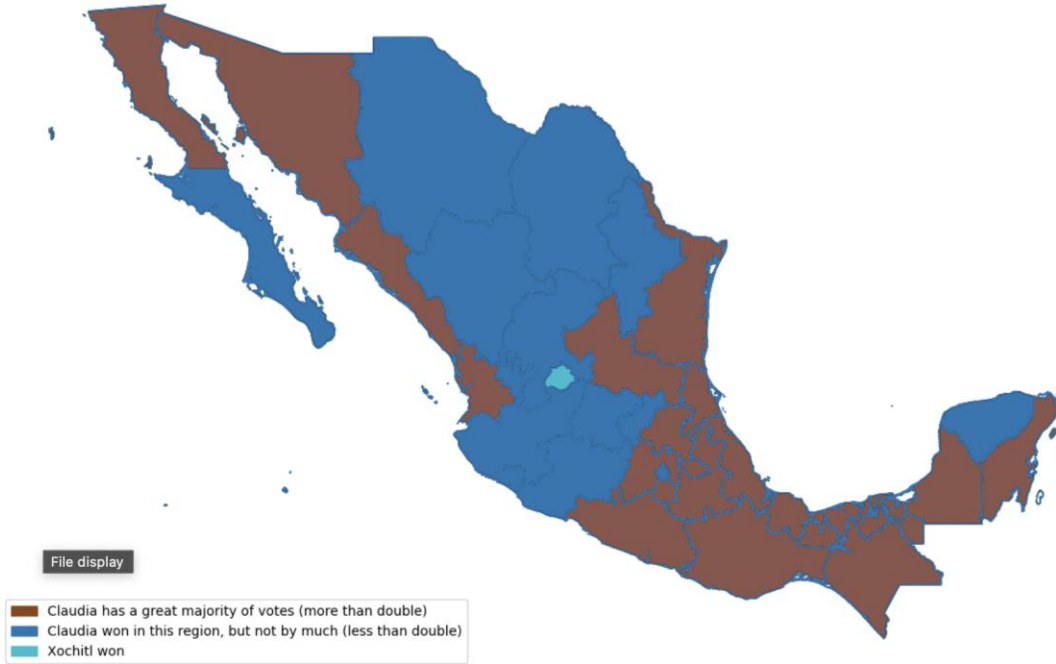 File display
Claudia has a great majority of votes (more than double)
Claudia won in this region, but not by much (less than double)
Xochitl won